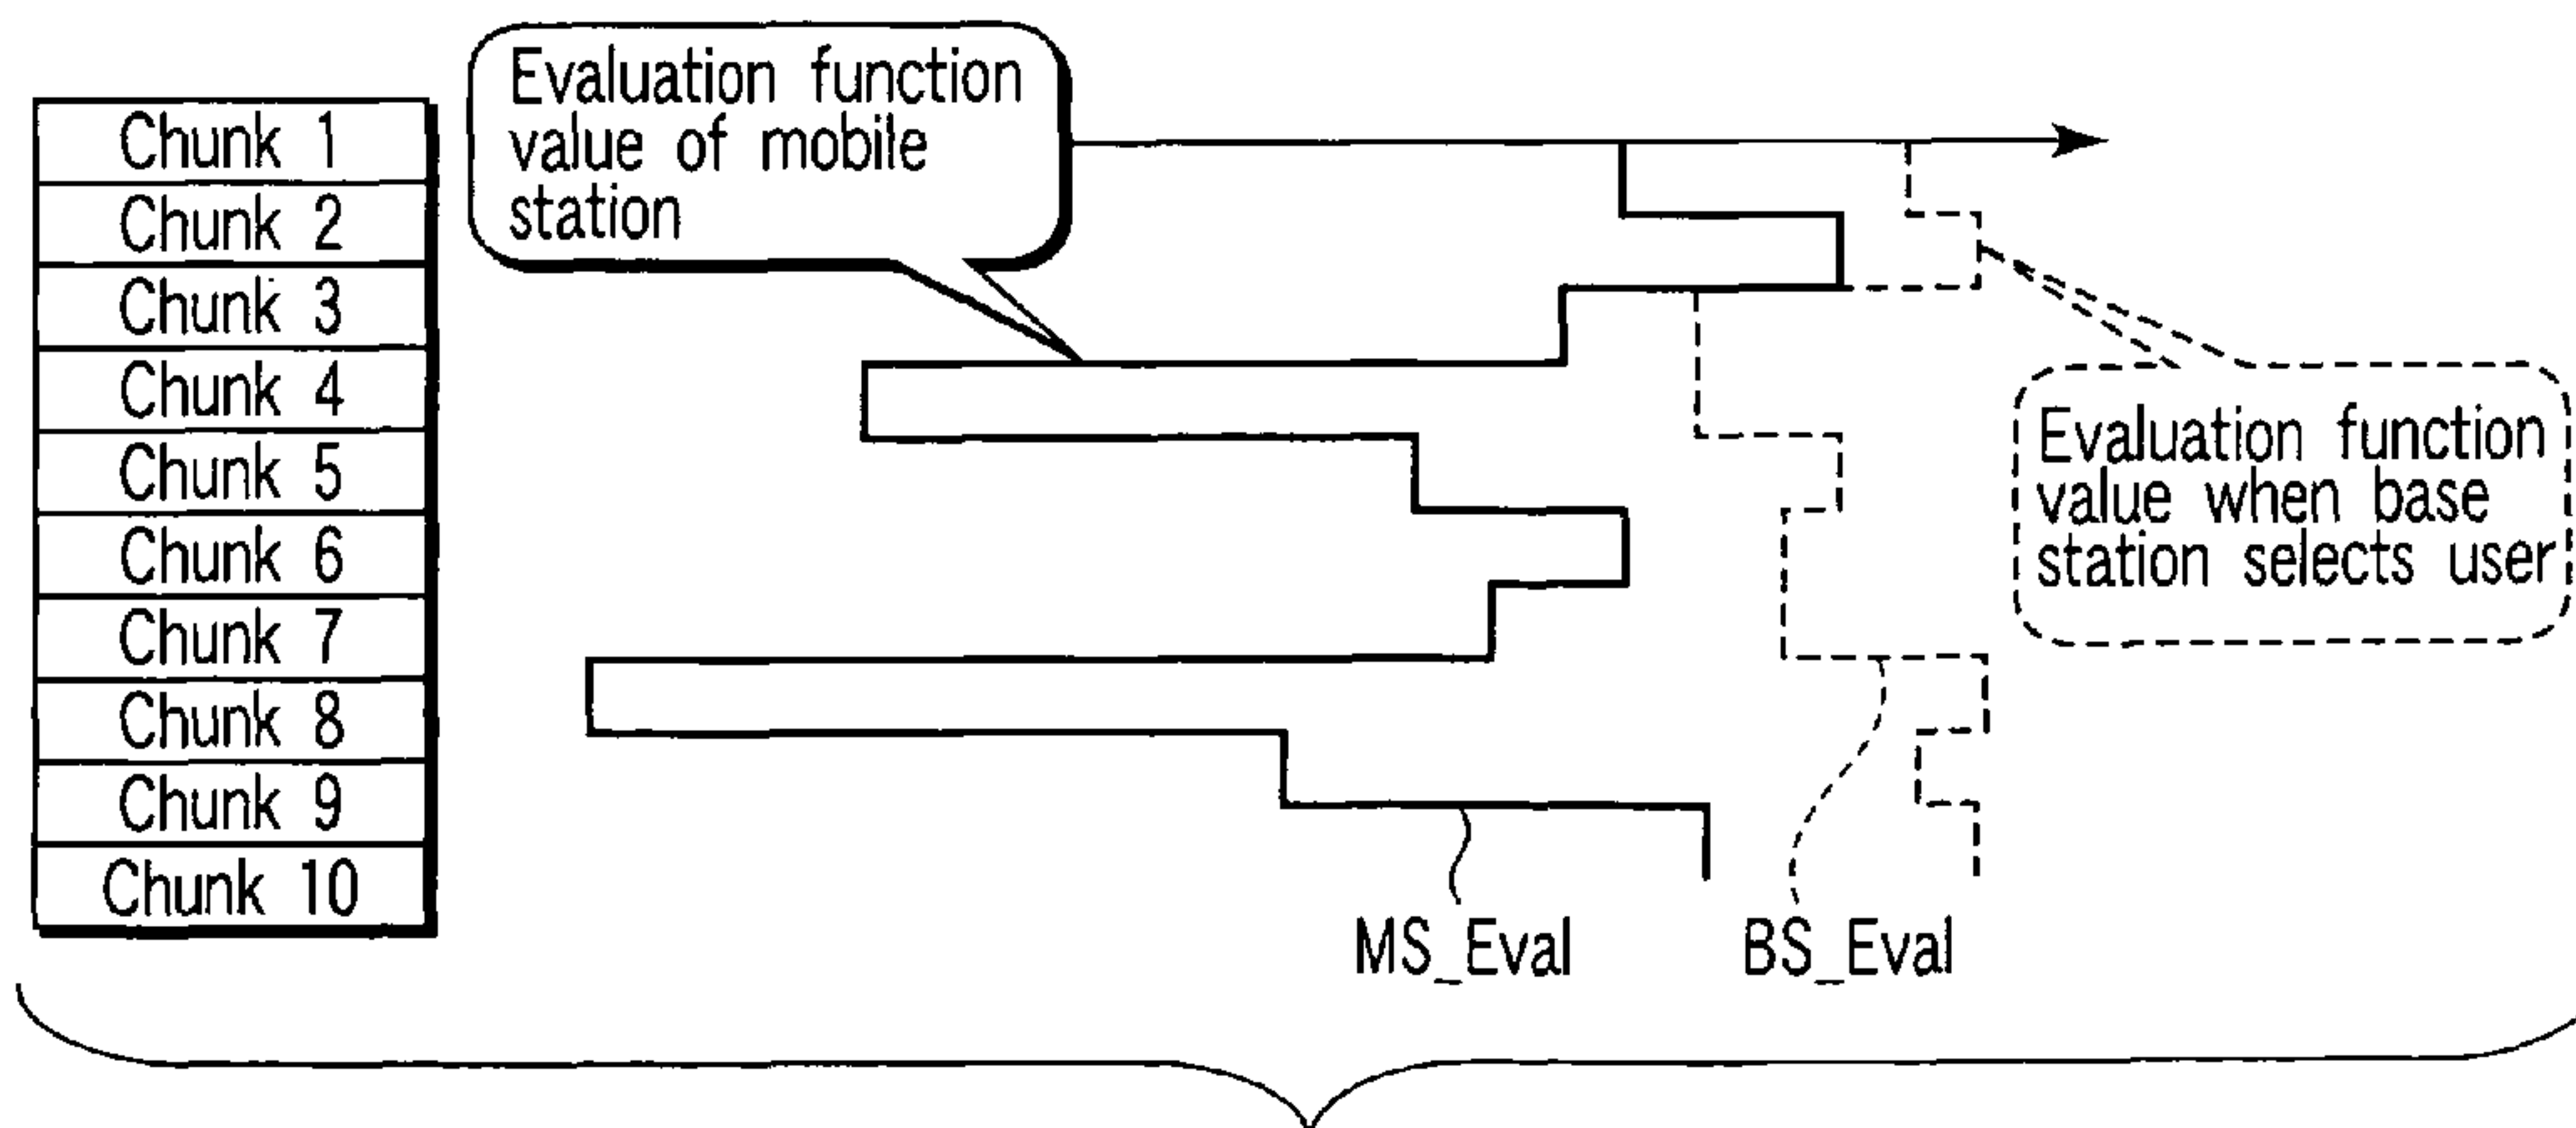 Chunk 1
Chunk 2
Chunk 3
Chunk 4
Chunk 5
Chunk 6
Chunk 7
Chunk 8
Chunk 9
Chunk 10
Evaluation function
value of mobile
station
Evaluation function
value when base
station selects user
MS_Eval
BS_Eval